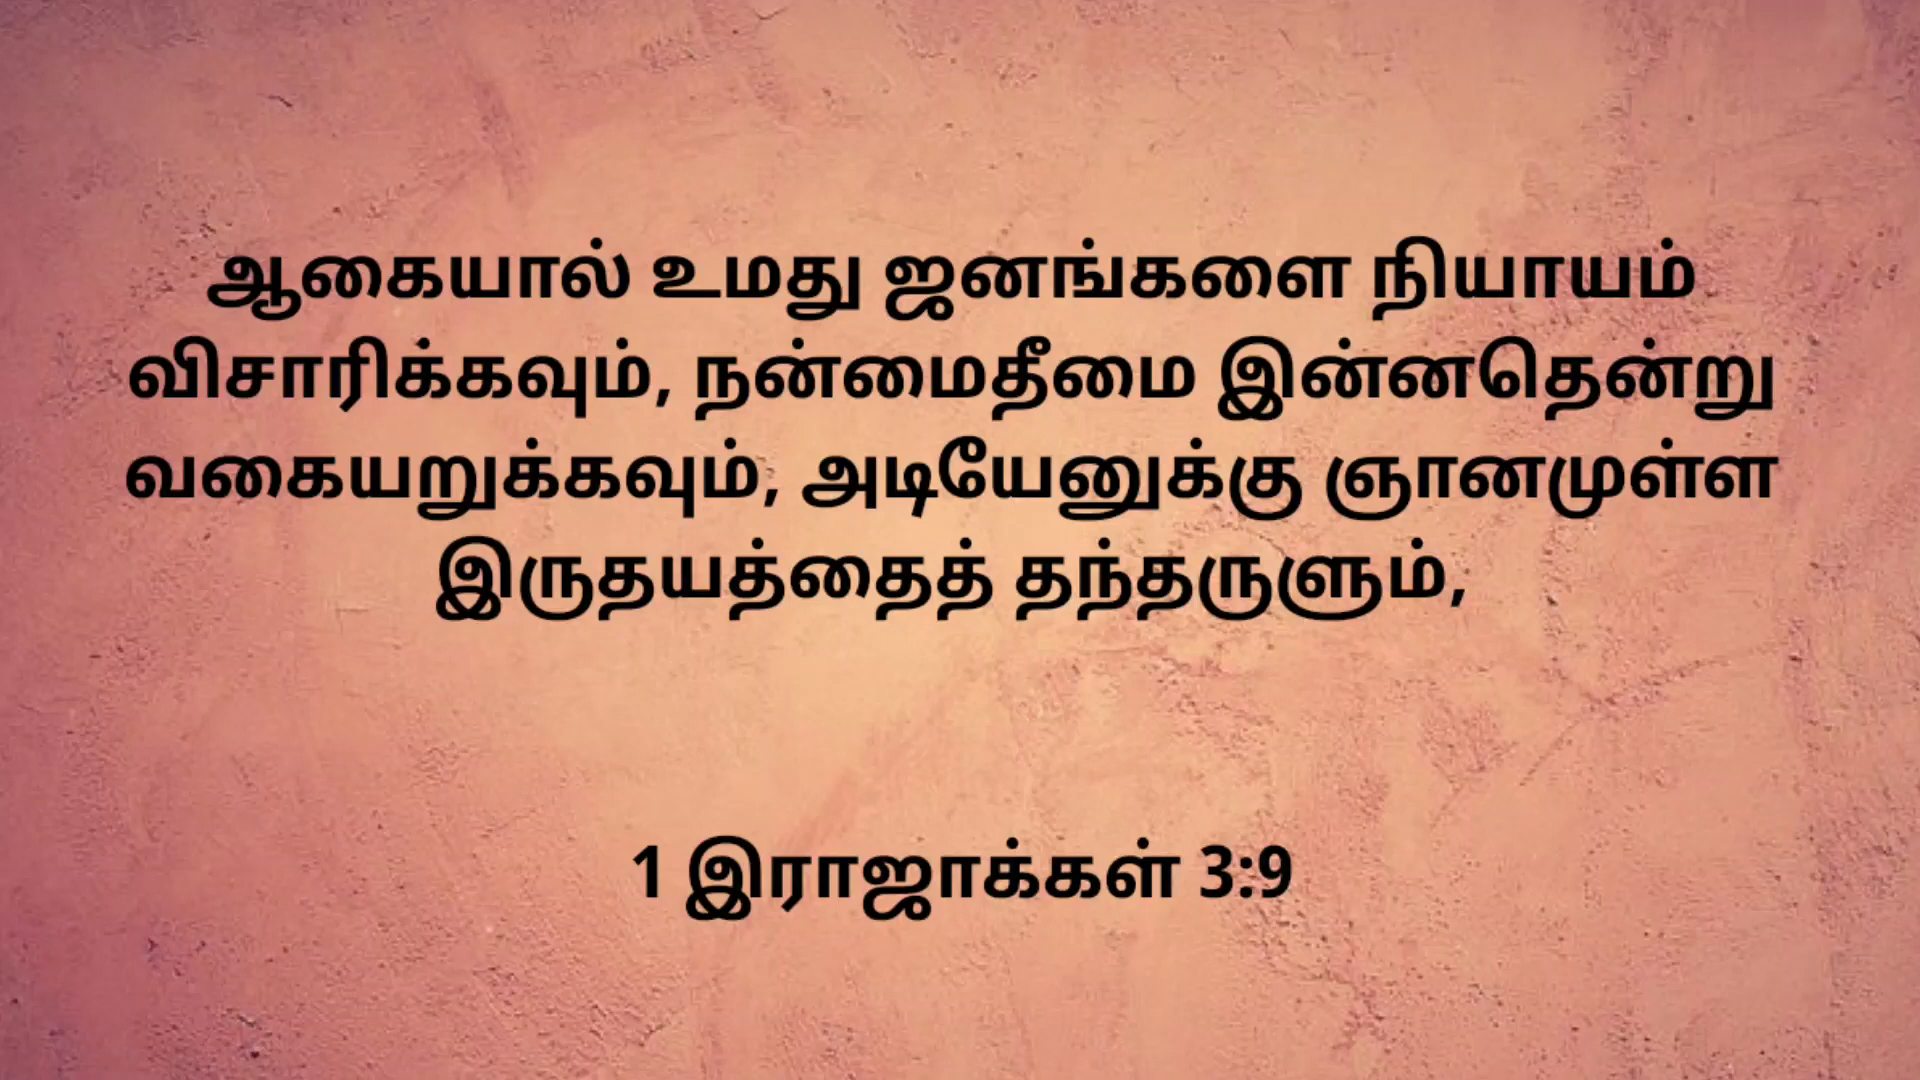 ஆகையால் உமது ஜனங்களை நியாயம்
விசாரிக்கவும், நன்மைதீமை இன்னதென்று
வகையறுக்கவும், அடியேனுக்கு ஞானமுள்ள
இருதயத்தைத் தந்தருளும்,
1 இராஜாக்கள் 3:9